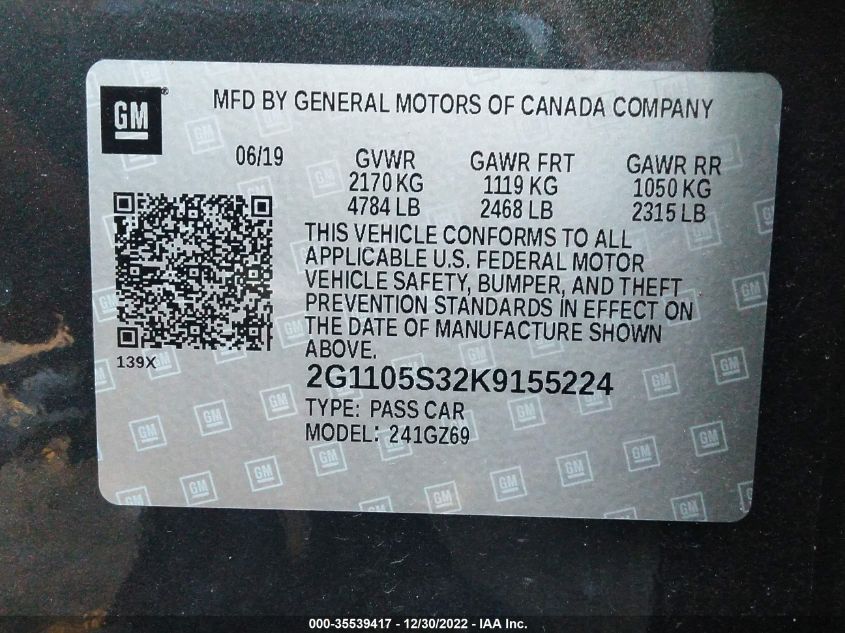 GM®
MFD BY GENERAL MOTORS OF CANADA COMPANY
06/19
GVWR
2170 KG
4784 LB
GAWR FRT
1119 KG
2468 LB
GAWR RR
1050 KG
2315 LB
THIS VEHICLE CONFORMS TO ALL
APPLICABLE U.S. FEDERAL MOTOR
VEHICLE SAFETY, BUMPER, AND THEFT
PREVENTION STANDARDS IN EFFECT ON
THE DATE OF MANUFACTURE SHOWN
ABOVE.
139X
2G1105S32K9155224
TYPE: PASS CAR
MODEL: 241GZ69
000-35539417 - 12/30/2022 - IAA Inc.